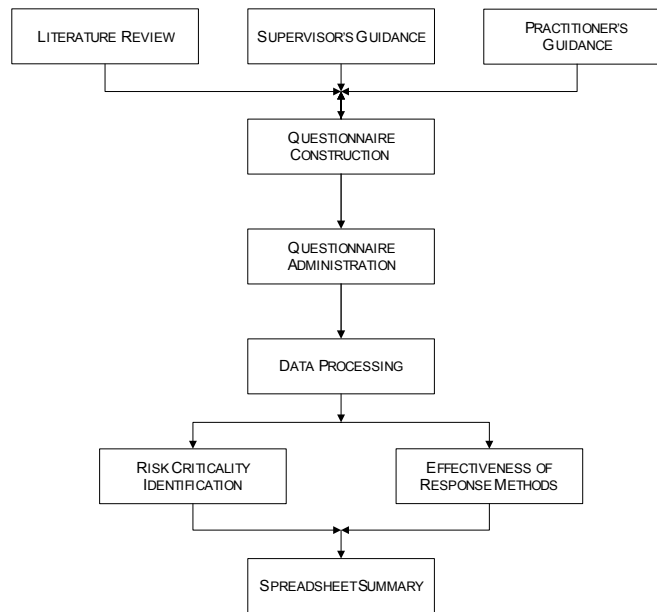 LITERATURE REVIEW
SUPERVISOR'S GUIDANCE
PRACTITIONER'S
GUIDANCE
QUESTIONNAIRE
CONSTRUCTION
QUESTIONNAIRE
ADMINISTRATION
DATA PROCESSING
RISK CRITICALITY
IDENTIFICATION
EFFECTIVENESS OF
RESPONSE METHODS
SPREADSHEET SUMMARY